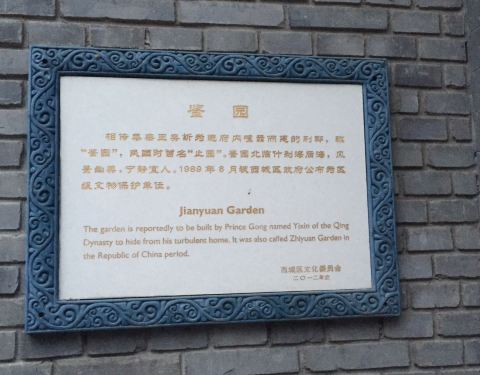 鉴 园
相传恭亲王奕訢为避府内喧嚣而建的别邸，称
“鉴园”，民国时曾名“止园”。鉴园北临什刹海后海，风
景幽美，宁静宜人。1989年8月被西城区政府公布为区
级文物保护单位。
Jianyuan Garden
The garden is reportedly to be built by Prince Gong named Yixin of the Qing
Dynasty to hide from his turbulent home. It was also called Zhiyuan Garden in
the Republic of China period.
西城区文化委员会
二〇一二年立